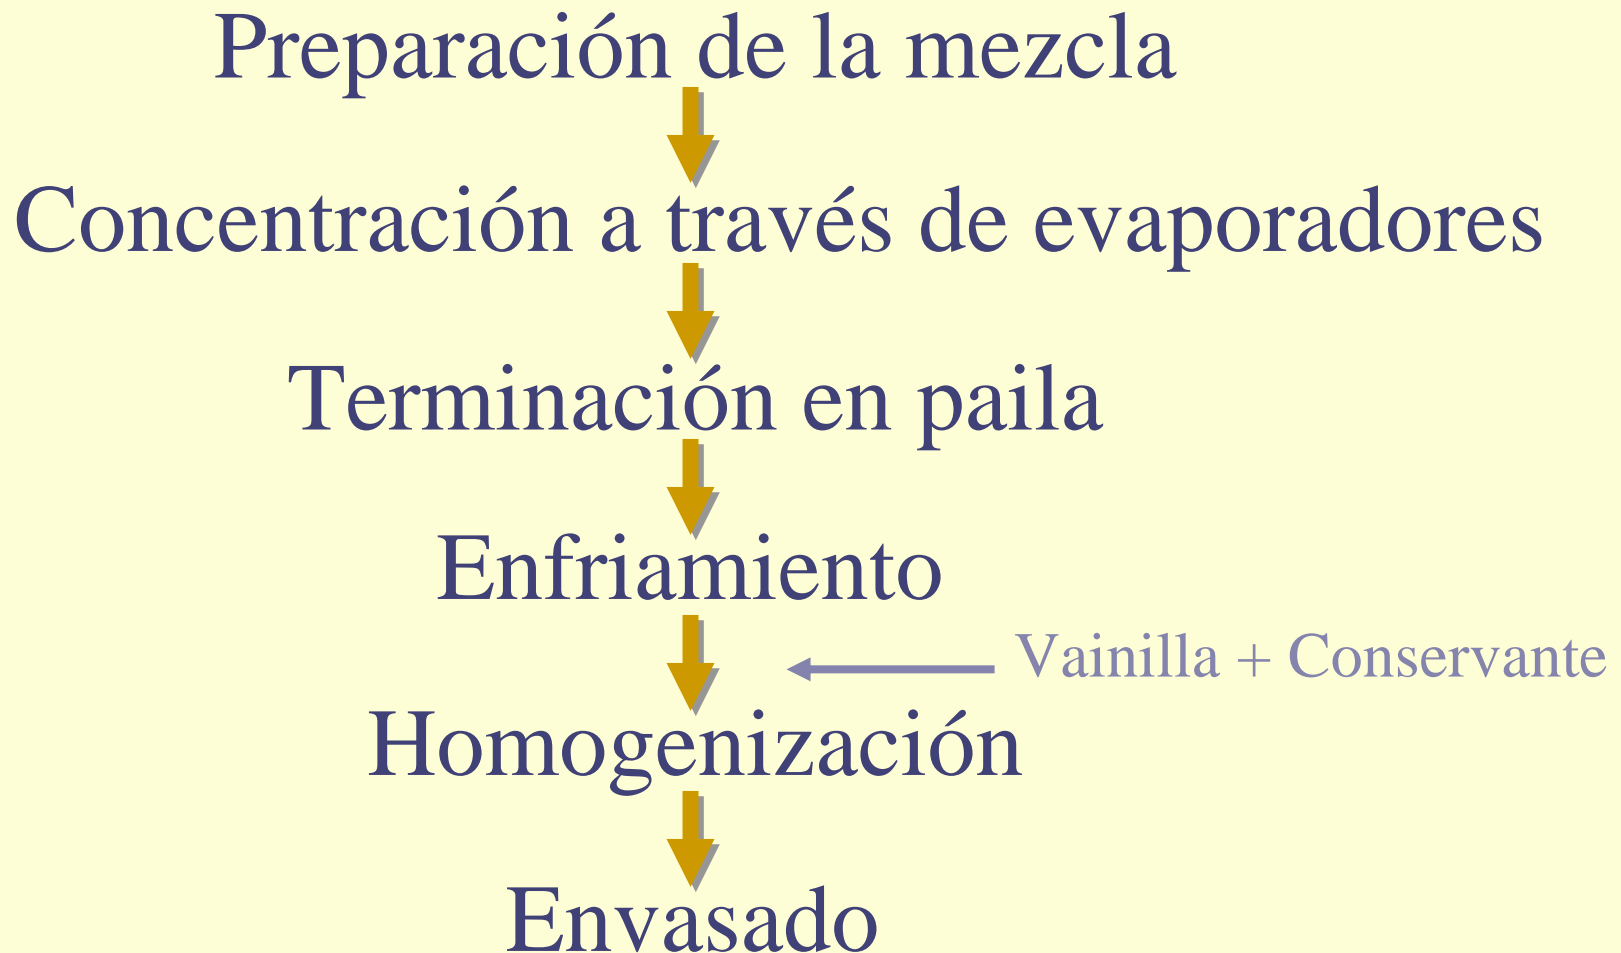 Preparación de la mezcla
Concentración a través de evaporadores
Terminación en paila
Enfriamiento
Vainilla + Conservante
Homogenización
Envasado